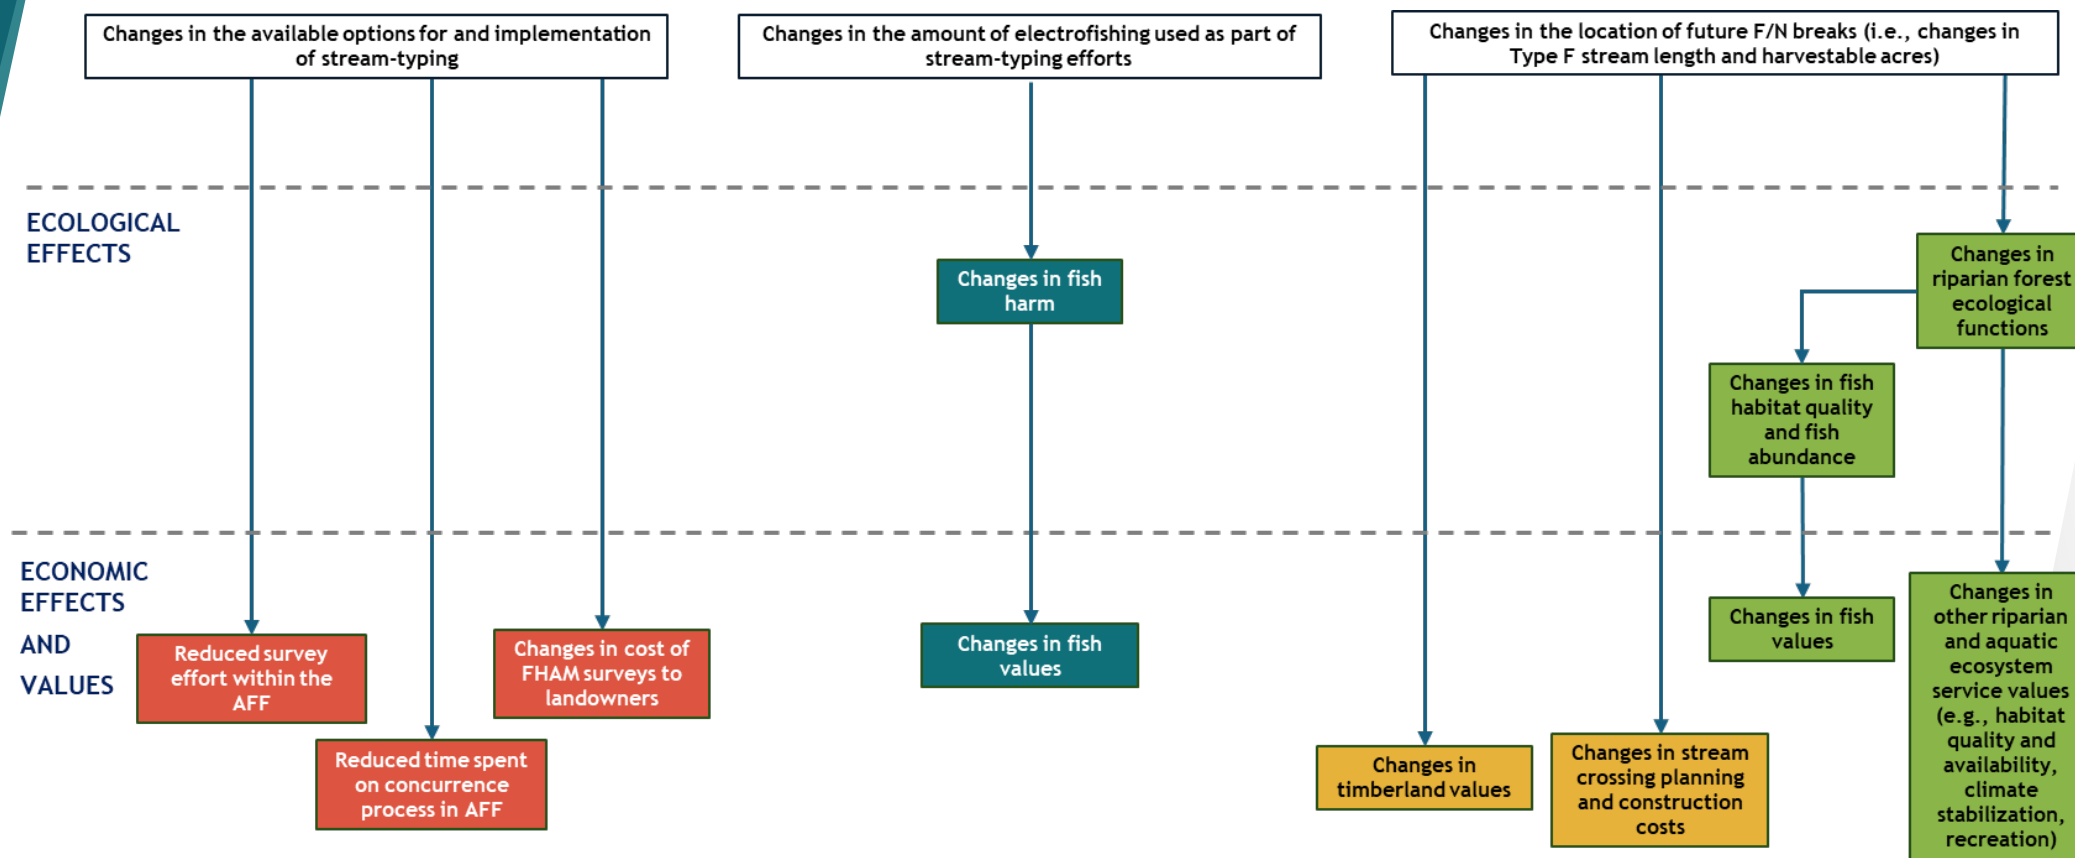 Changes in the available options for and implementation
of stream-typing
Changes in the amount of electrofishing used as part of
stream-typing efforts
Changes in the location of future F/N breaks (i.e., changes in
Type F stream length and harvestable acres)
ECOLOGICAL
EFFECTS
Changes in fish
harm
Changes in
riparian forest
ecological
functions
Changes in fish
habitat quality
and fish
abundance
ECONOMIC
EFFECTS
AND
VALUES
Reduced survey
effort within the
AFF
Reduced time spent
on concurrence
process in AFF
Changes in cost of
FHAM surveys to
landowners
Changes in fish
values
Changes in
timberland values
Changes in stream
crossing planning
and construction
costs
Changes in fish
values
Changes in
other riparian
and aquatic
ecosystem
service values
(e.g., habitat
quality and
availability,
climate
stabilization,
recreation)